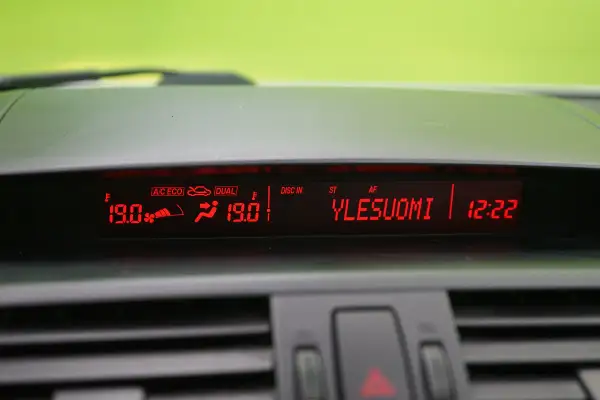 A/C ECO DUAL DISC IN ST AF
19.0 19.0 YLESUOMI 12:22